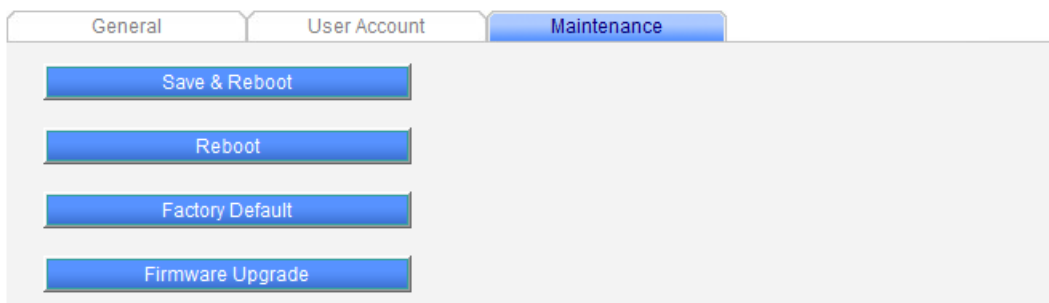 General User Account Maintenance
Save & Reboot
Reboot
Factory Default
Firmware Upgrade